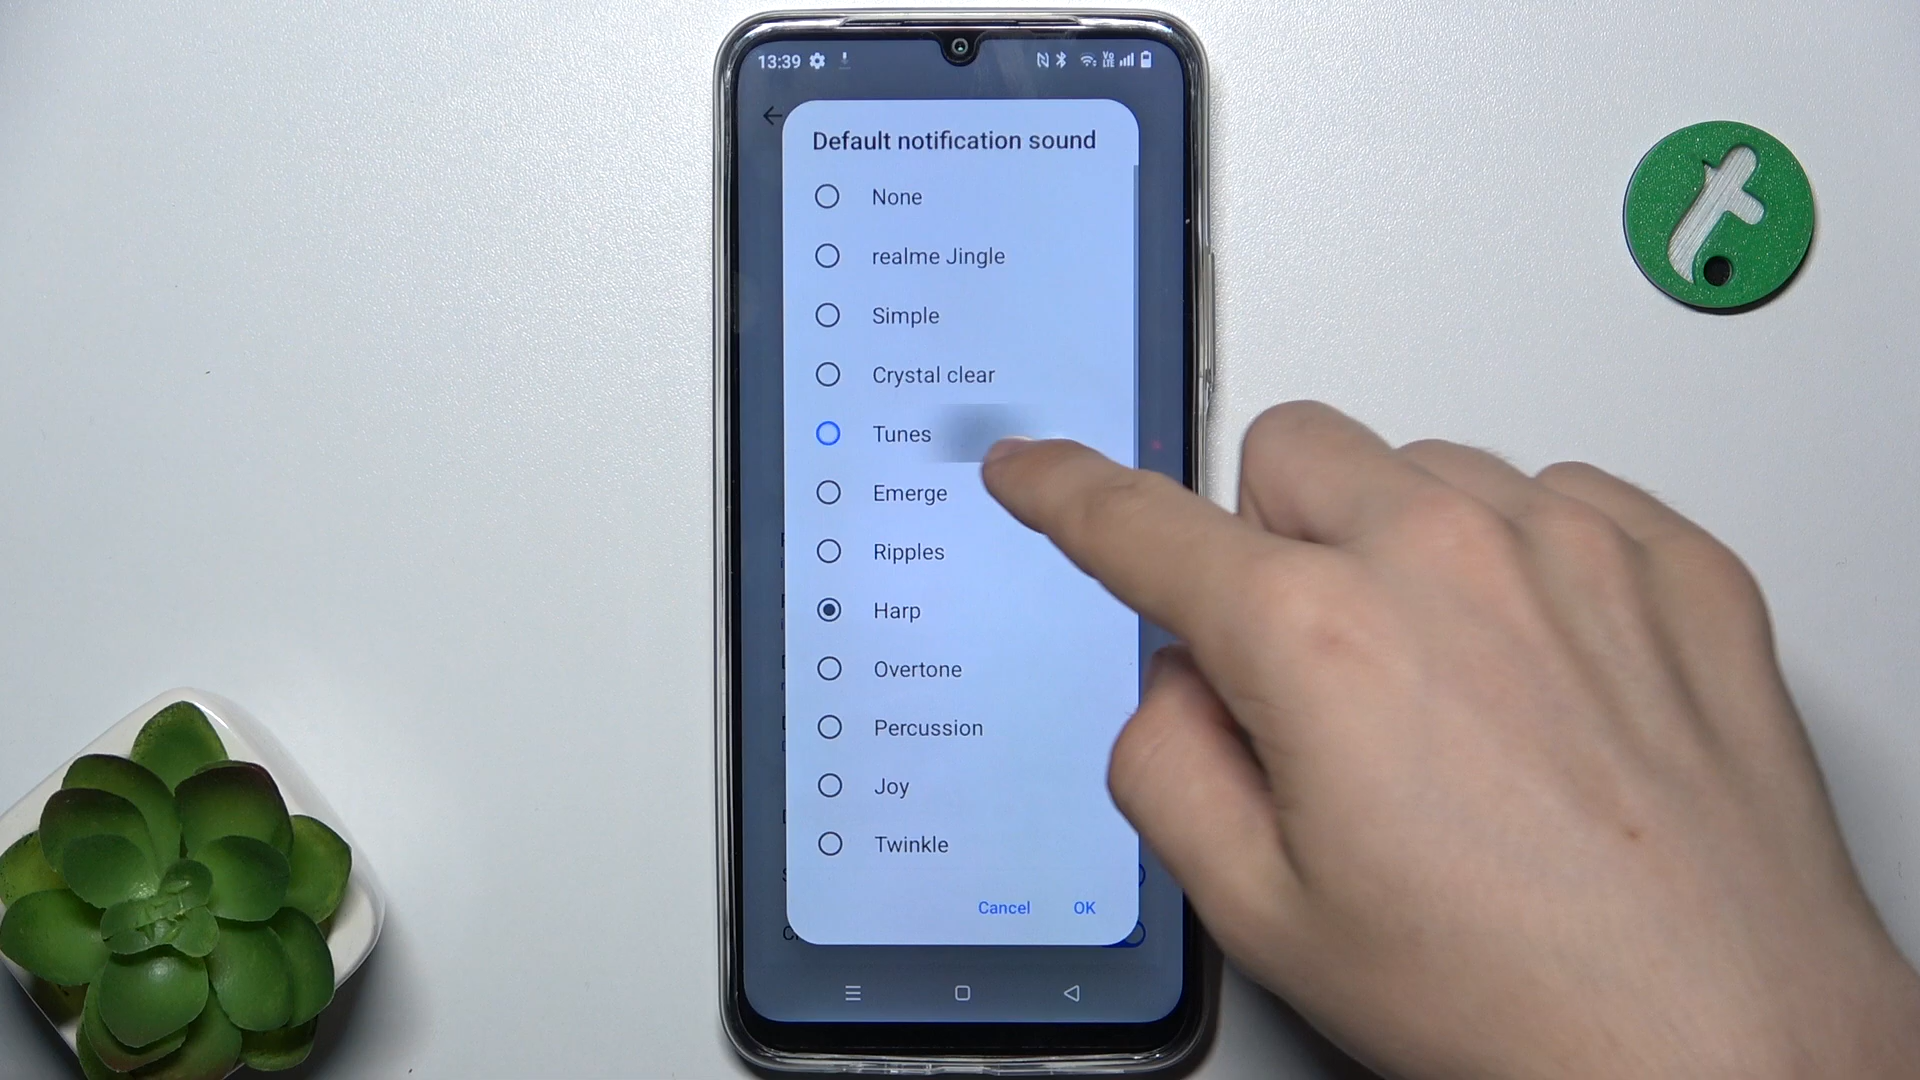 13:39
Default notification sound
None
realme Jingle
Simple
Crystal clear
Tunes
Emerge
Ripples
Harp
Overtone
Percussion
Joy
Twinkle
Cancel OK